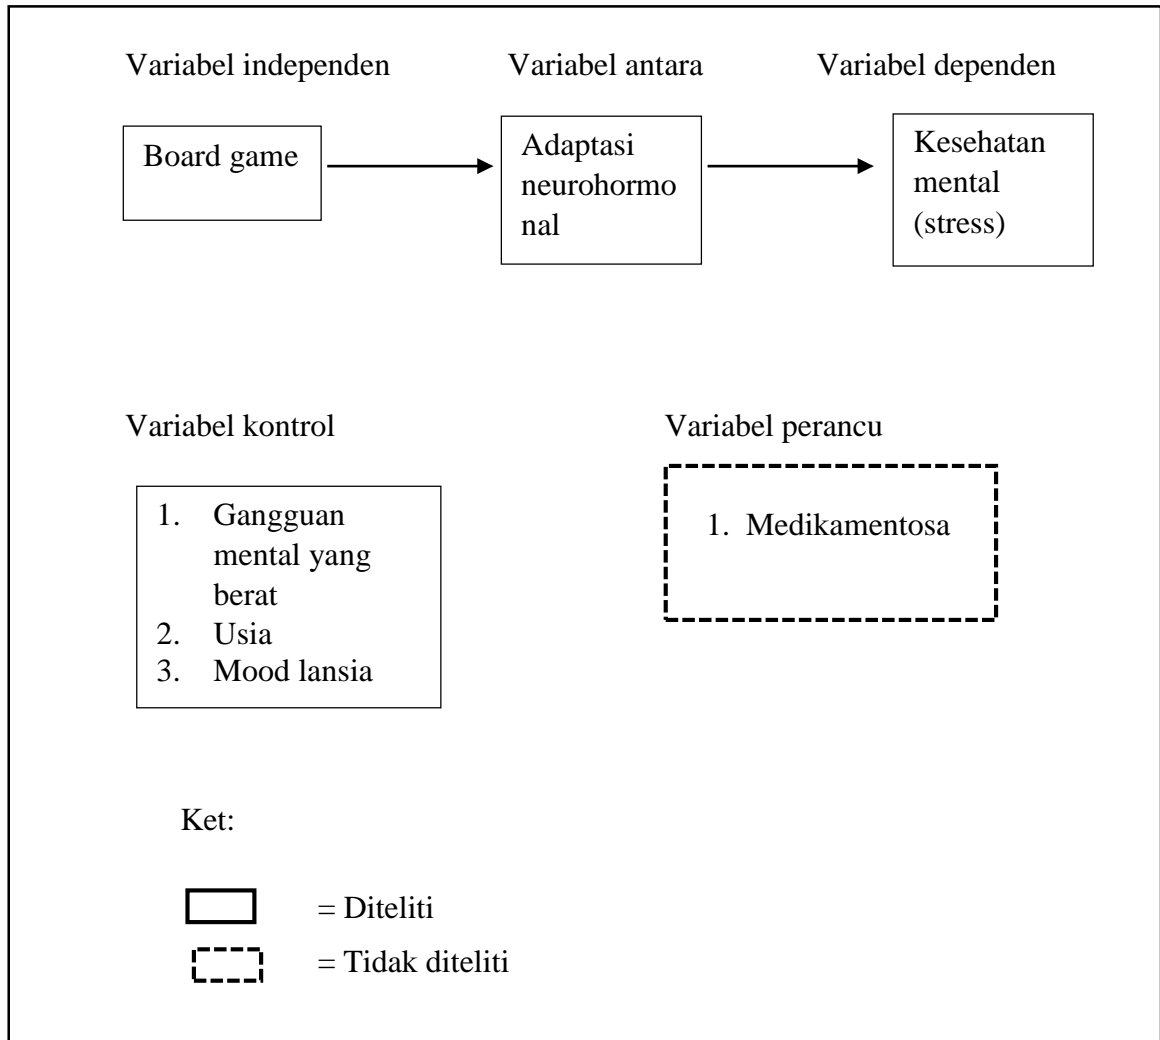 Variabel independen
Variabel antara
Variabel dependen
Board game
Adaptasi
neurohormo
nal
Kesehatan
mental
(stress)
Variabel kontrol
Variabel perancu
1. Gangguan
mental yang
berat
2. Usia
3. Mood lansia
1. Medikamentosa
Ket:
= Diteliti
= Tidak diteliti